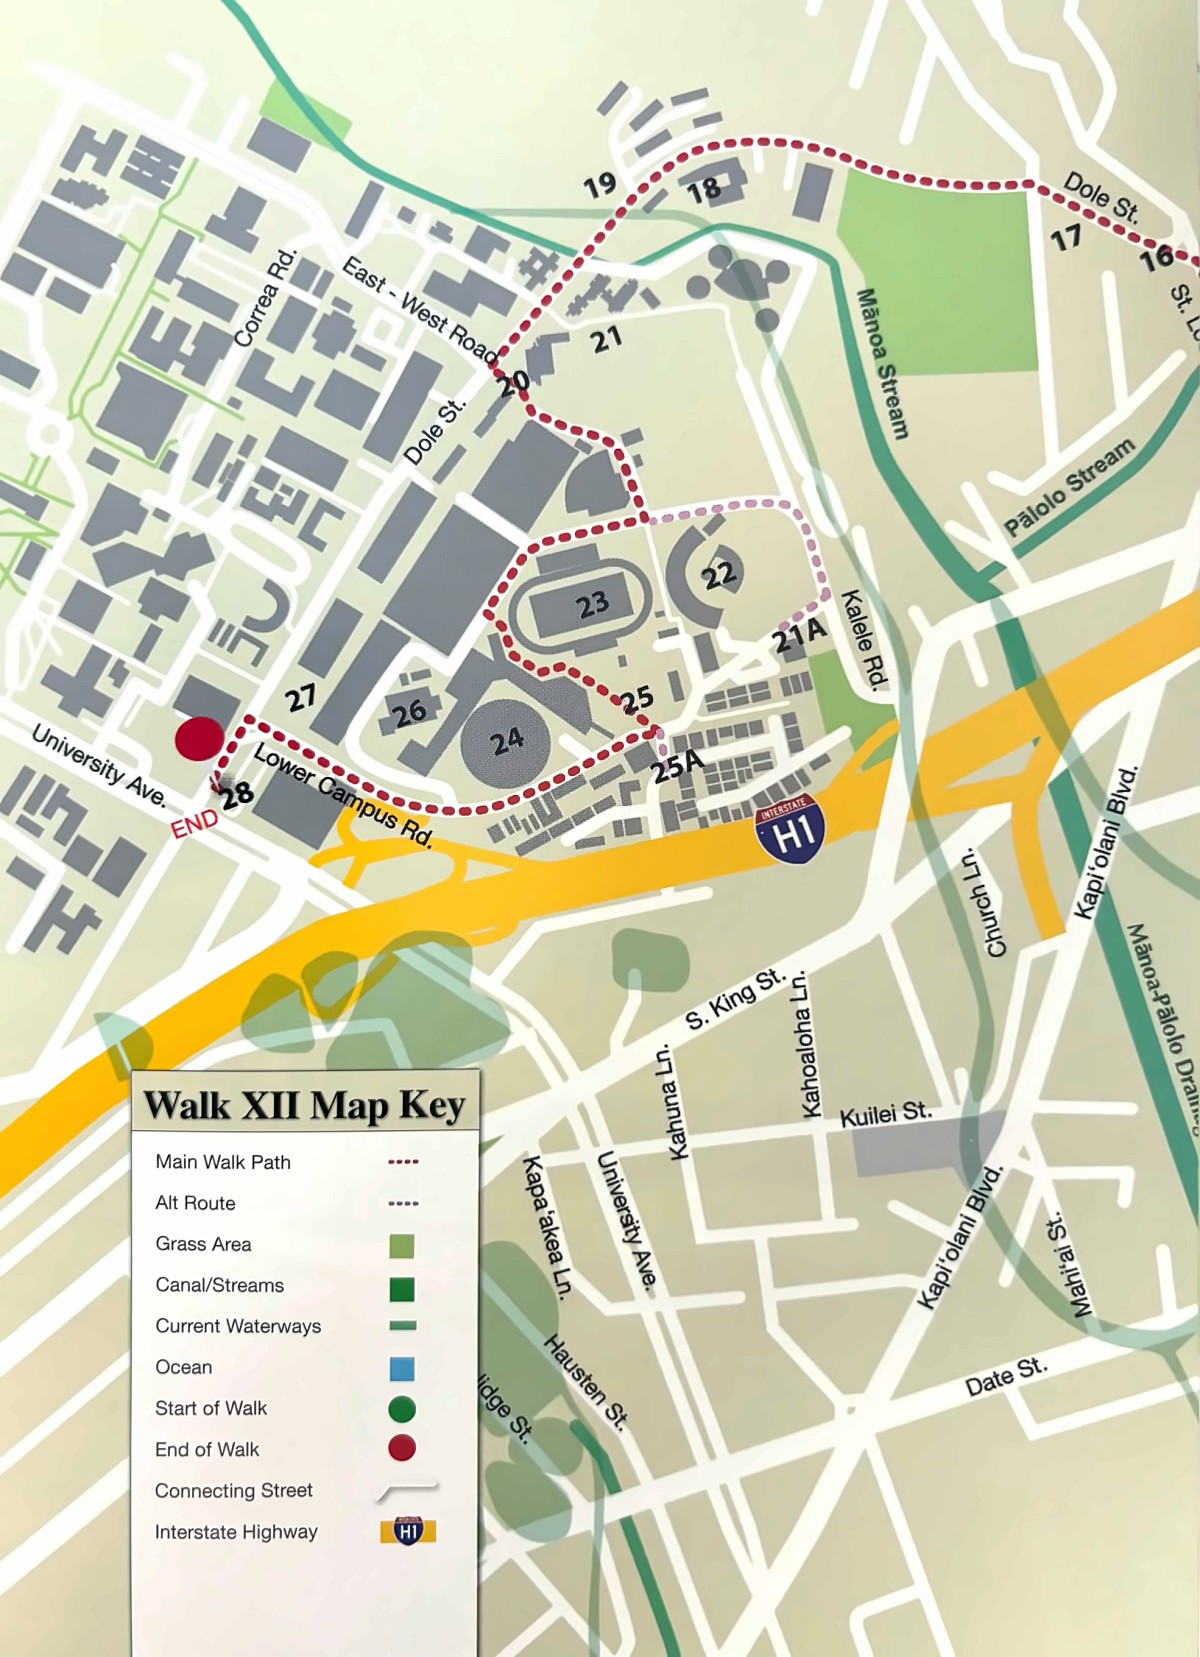 19
18
Dole St.
17
16
Correa Rd.
East - West Road
21
20
Mānoa Stream
Dole St.
Pālolo Stream
22
23
21A
Kalele Rd.
27
26
25
24
25A
University Ave.
Lower Campus Rd.
28
END
INTERSTATE
H1
Kapi‘olani Blvd.
Church Ln.
S. King St.
Kahoaloha Ln.
Kahuna Ln.
Kuilei St.
Mānoa-Pālolo
Kapa‘akea Ln.
University Ave.
Kapi‘olani Blvd.
Mahi‘ai St.
Hausten St.
Date St.
Walk XII Map Key
Main Walk Path
Alt Route
Grass Area
Canal/Streams
Current Waterways
Ocean
Start of Walk
End of Walk
Connecting Street
Interstate Highway
H1